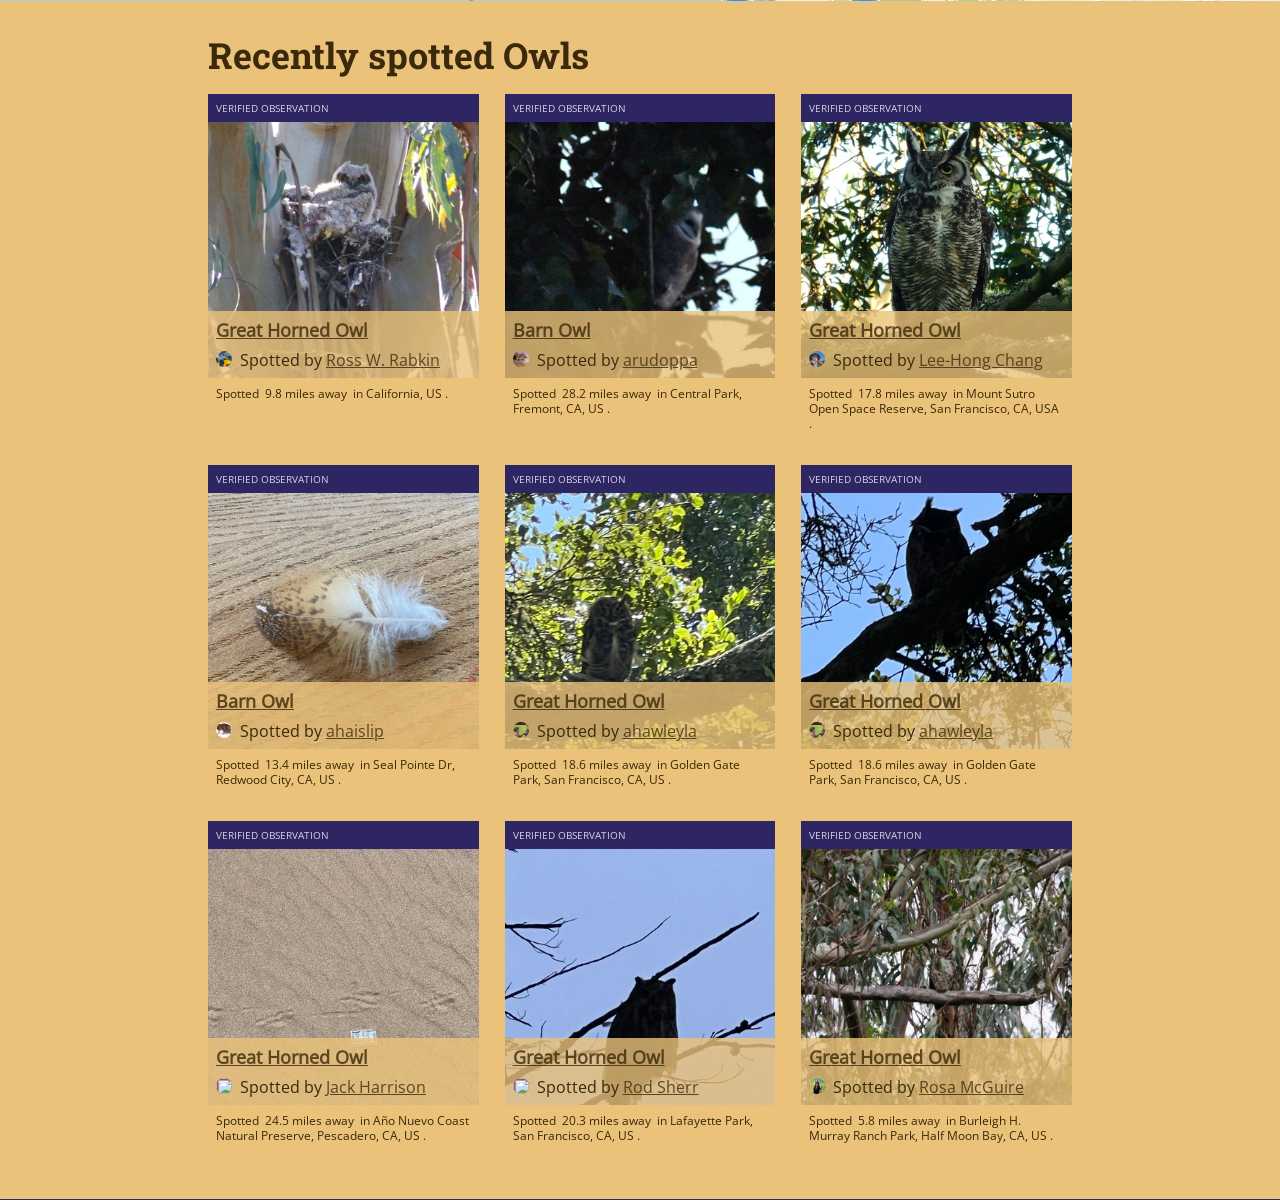 Recently spotted Owls
VERIFIED OBSERVATION
Great Horned Owl
Spotted by Ross W. Rabkin
Spotted 9.8 miles away in California, US .
VERIFIED OBSERVATION
Barn Owl
Spotted by arudoppa
Spotted 28.2 miles away in Central Park,
Fremont, CA, US .
VERIFIED OBSERVATION
Great Horned Owl
Spotted by Lee-Hong Chang
Spotted 17.8 miles away in Mount Sutro
Open Space Reserve, San Francisco, CA, USA
.
VERIFIED OBSERVATION
Barn Owl
Spotted by ahaislip
Spotted 13.4 miles away in Seal Pointe Dr,
Redwood City, CA, US .
VERIFIED OBSERVATION
Great Horned Owl
Spotted by ahawleyla
Spotted 18.6 miles away in Golden Gate
Park, San Francisco, CA, US .
VERIFIED OBSERVATION
Great Horned Owl
Spotted by ahawleyla
Spotted 18.6 miles away in Golden Gate
Park, San Francisco, CA, US .
VERIFIED OBSERVATION
Great Horned Owl
Spotted by Jack Harrison
Spotted 24.5 miles away in Año Nuevo Coast
Natural Preserve, Pescadero, CA, US .
VERIFIED OBSERVATION
Great Horned Owl
Spotted by Rod Sherr
Spotted 20.3 miles away in Lafayette Park,
San Francisco, CA, US .
VERIFIED OBSERVATION
Great Horned Owl
Spotted by Rosa McGuire
Spotted 5.8 miles away in Burleigh H.
Murray Ranch Park, Half Moon Bay, CA, US .